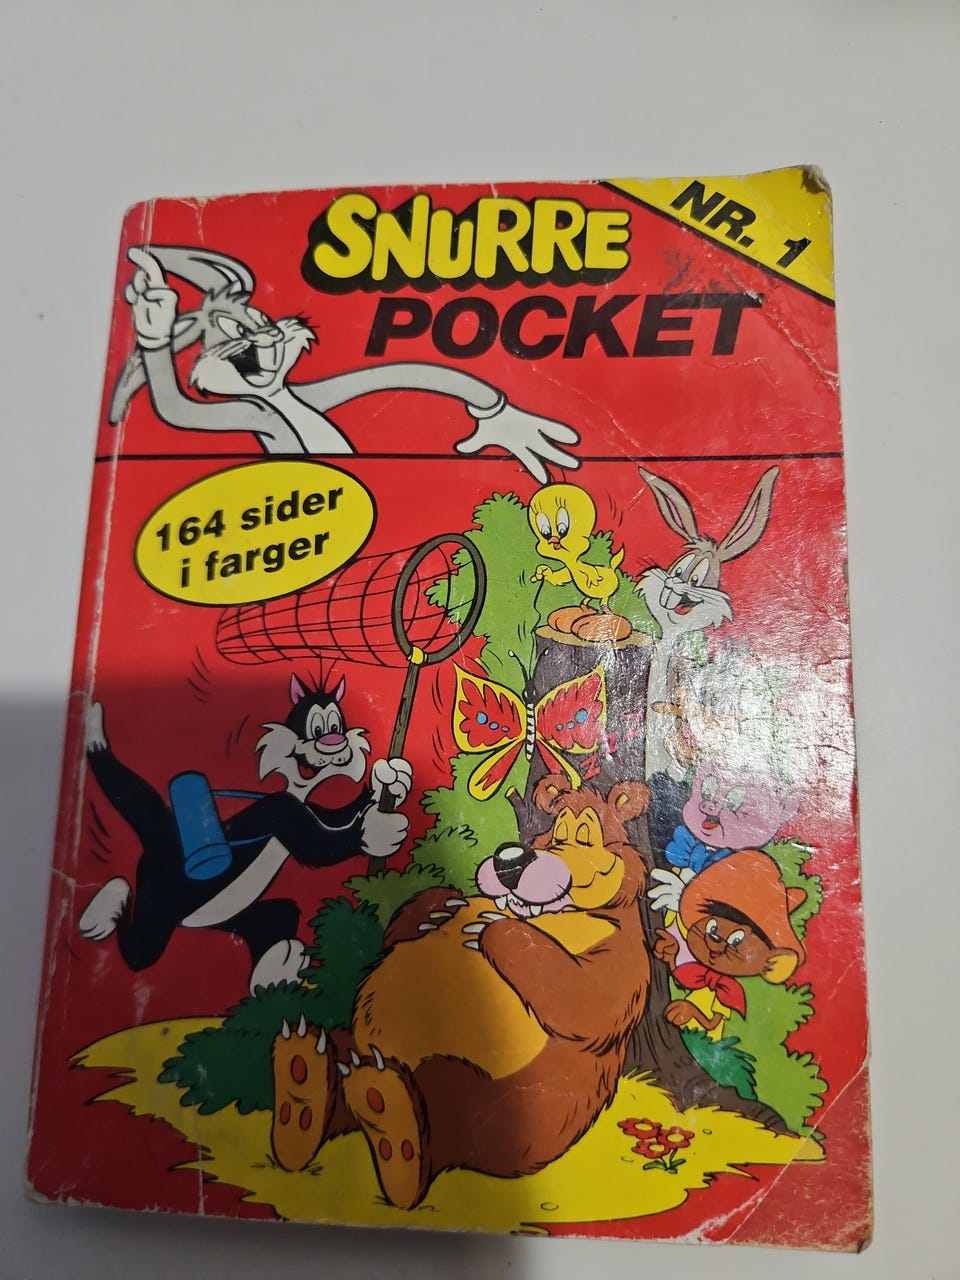 SNURRE
POCKET
NR. 1
164 sider
i farger